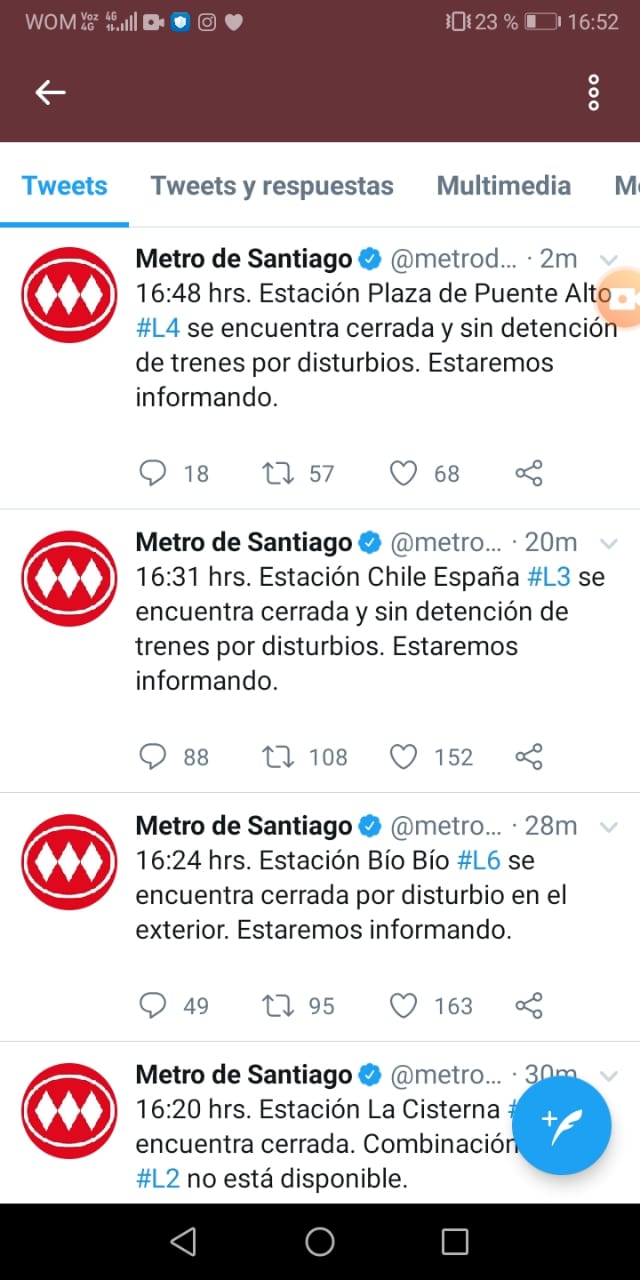 WOM Voz 4G 4G 23 % 16:52
Tweets Tweets y respuestas Multimedia
Metro de Santiago @metrod... · 2m
16:48 hrs. Estación Plaza de Puente Alto
#L4 se encuentra cerrada y sin detención
de trenes por disturbios. Estaremos
informando.
18 57 68
Metro de Santiago @metro... · 20m
16:31 hrs. Estación Chile España #L3 se
encuentra cerrada y sin detención de
trenes por disturbios. Estaremos
informando.
88 108 152
Metro de Santiago @metro... · 28m
16:24 hrs. Estación Bío Bío #L6 se
encuentra cerrada por disturbio en el
exterior. Estaremos informando.
49 95 163
Metro de Santiago @metro... · 30m
16:20 hrs. Estación La Cisterna
encuentra cerrada. Combinación
#L2 no está disponible.